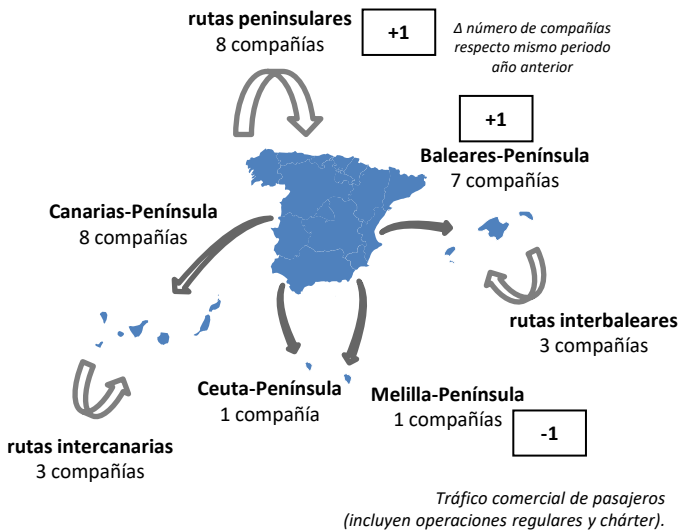 rutas peninsulares
8 compañías
+1
Δ número de compañías
respecto mismo periodo
año anterior
+1
Baleares-Península
7 compañías
Canarias-Península
8 compañías
rutas interbaleares
3 compañías
Ceuta-Península
1 compañía
Melilla-Península
1 compañías
-1
rutas intercanarias
3 compañías
Tráfico comercial de pasajeros
(incluyen operaciones regulares y chárter).